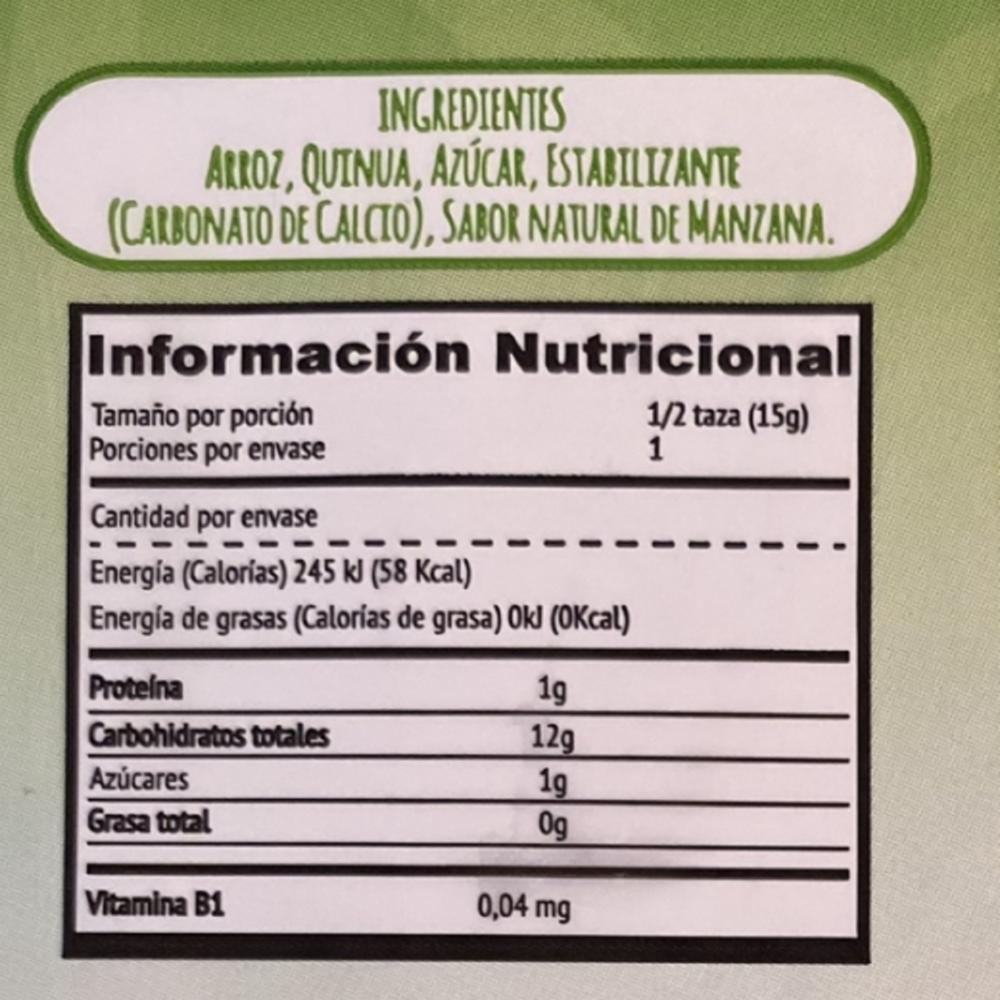 INGREDIENTES
ARROZ, QUINUA, AZÚCAR, ESTABILIZANTE
(CARBONATO DE CALCIO), SABOR NATURAL DE MANZANA.
Información Nutricional
Tamaño por porción 1/2 taza (15g)
Porciones por envase 1
Cantidad por envase
Energía (Calorías) 245 kJ (58 Kcal)
Energía de grasas (Calorías de grasa) 0kJ (0Kcal)
Proteína 1g
Carbohidratos totales 12g
Azúcares 1g
Grasa total 0g
Vitamina B1 0,04 mg